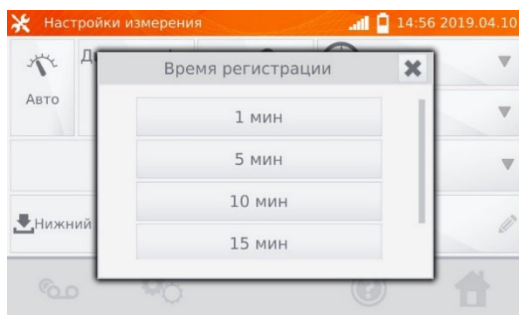 Настройки измерения
14:56 2019.04.10
Время регистрации
Авто
1 мин
5 мин
10 мин
Нижний
15 мин